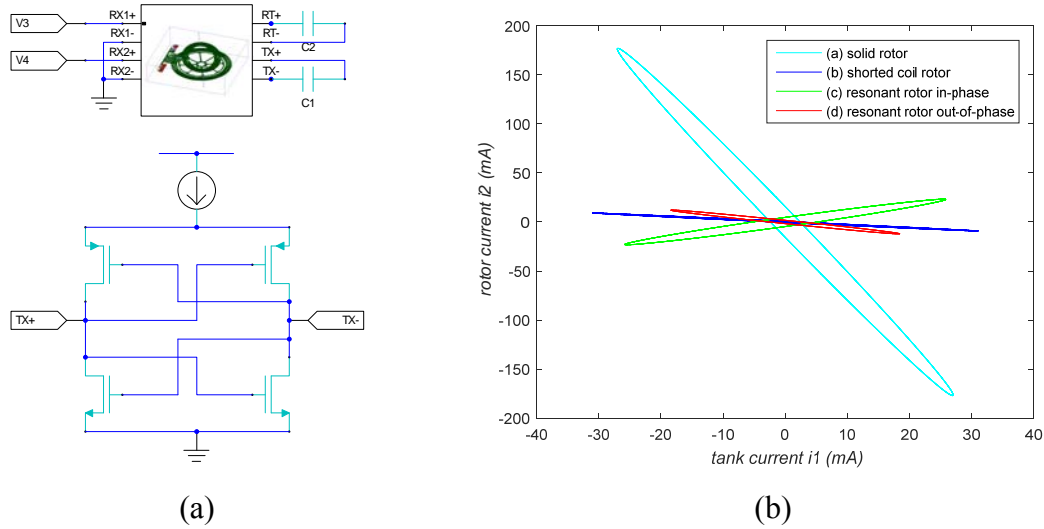 V3
V4
RX1+
RX1-
RX2+
RX2-
RT+
RT-
TX+
TX-
C2
C1
TX+
TX-
(a)
200
150
100
50
0
-50
-100
-150
-200
-40
-30
-20
-10
0
10
20
30
40
rotor current i2 (mA)
tank current i1 (mA)
(a) solid rotor
(b) shorted coil rotor
(c) resonant rotor in-phase
(d) resonant rotor out-of-phase
(b)